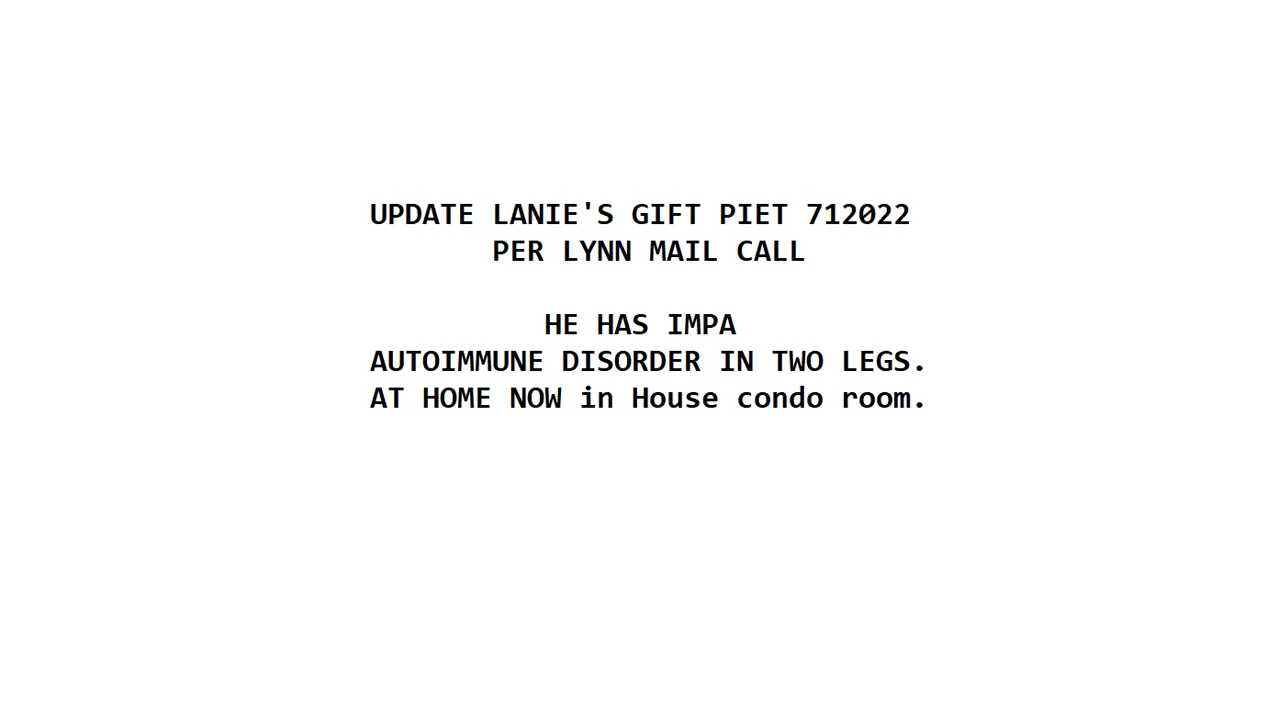 UPDATE LANIE'S GIFT PIET 712022
PER LYNN MAIL CALL
HE HAS IMPA
AUTOIMMUNE DISORDER IN TWO LEGS.
AT HOME NOW in House condo room.